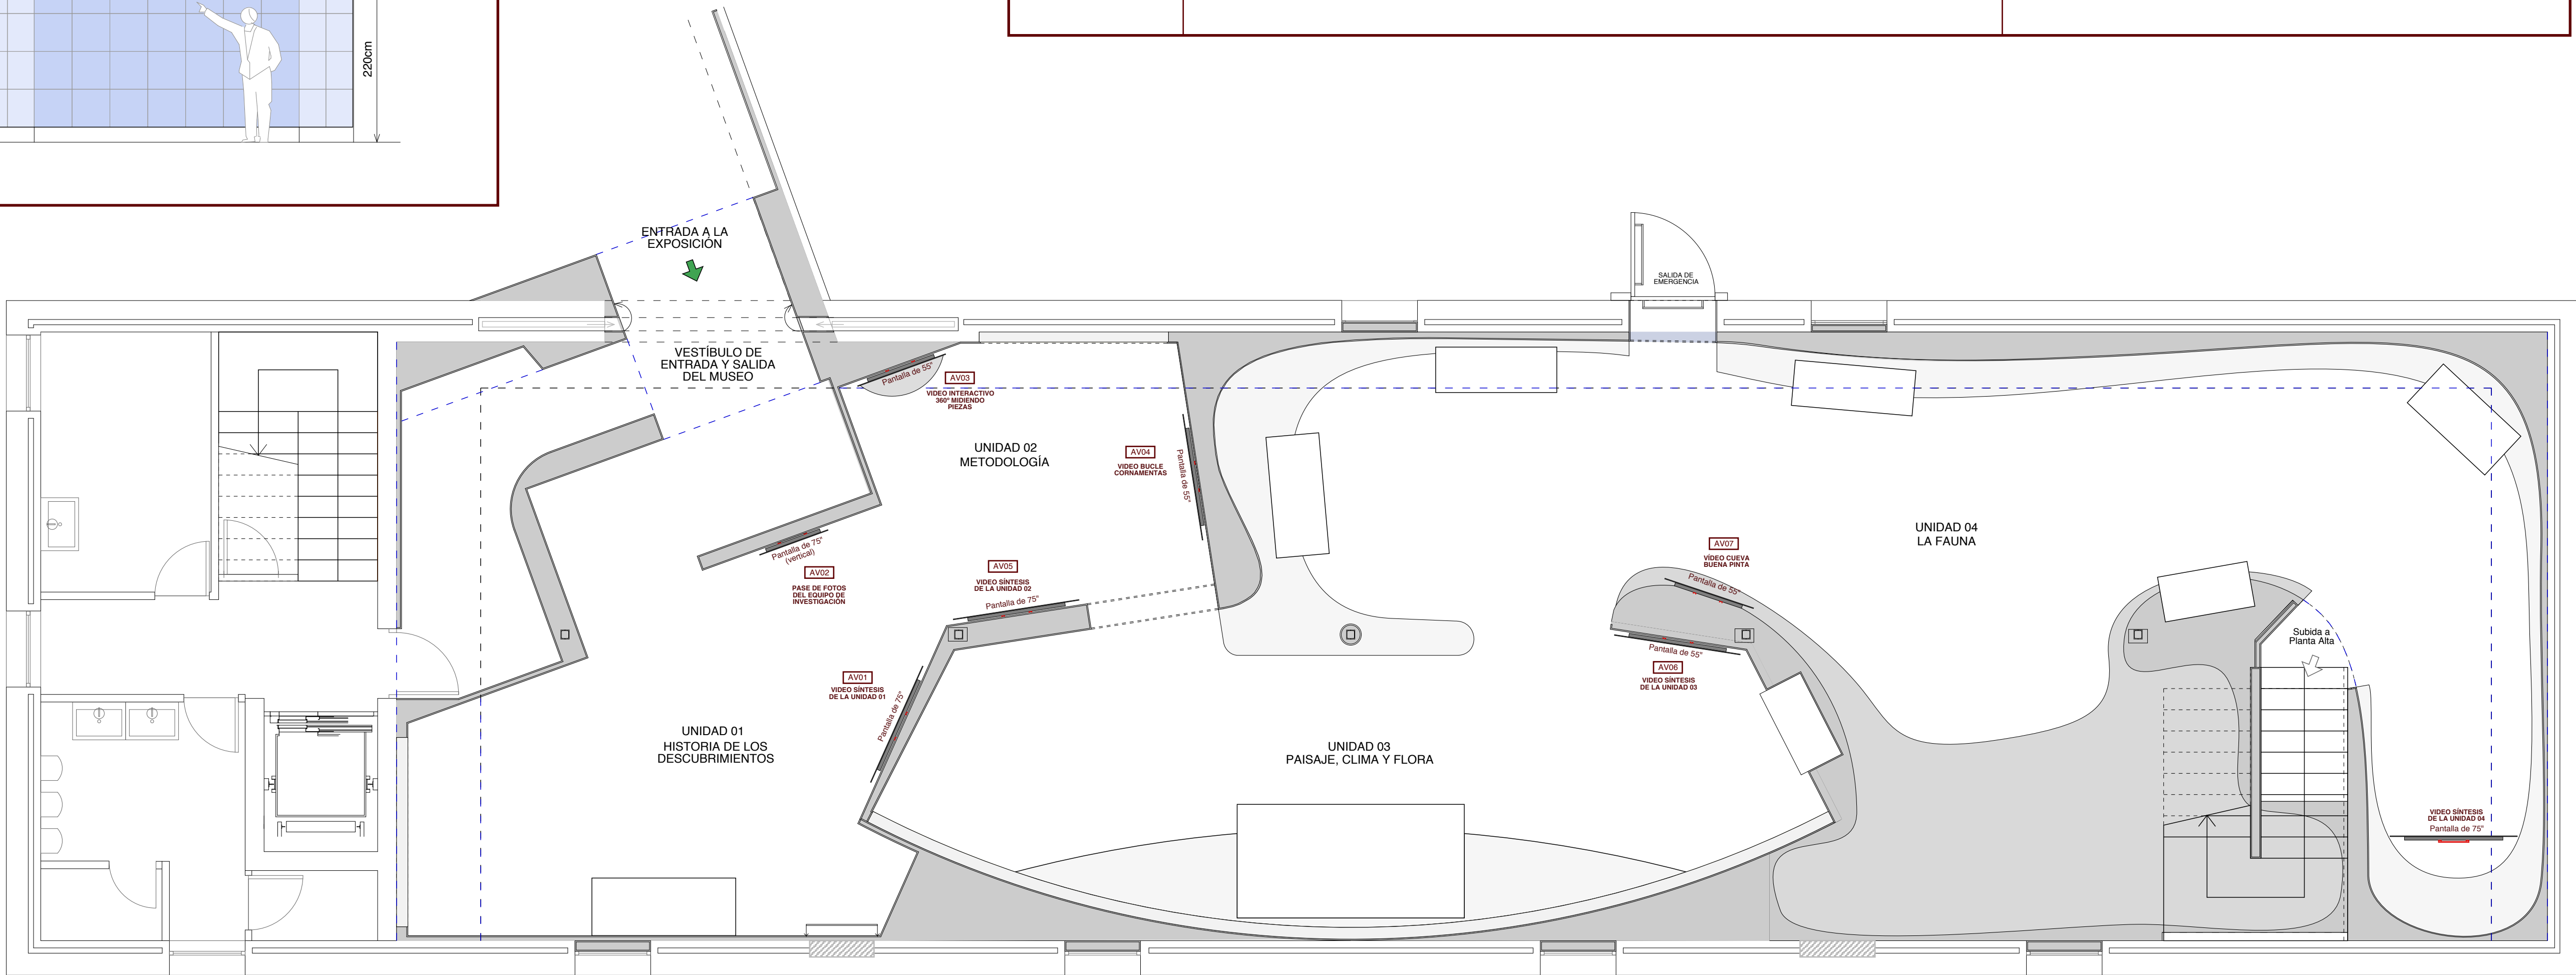 220cm
ENTRADA A LA
EXPOSICIÓN
SALIDA DE
EMERGENCIA
VESTÍBULO DE
ENTRADA Y SALIDA
DEL MUSEO
Pantalla de 55"
AV03
VIDEO INTERACTIVO
360º MIDIENDO
PIEZAS
UNIDAD 02
METODOLOGÍA
AV04
VIDEO BUCLE
CORNAMENTAS
Pantalla de 55"
Pantalla de 75"
(vertical)
AV02
PASE DE FOTOS
DEL EQUIPO DE
INVESTIGACIÓN
AV05
VIDEO SÍNTESIS
DE LA UNIDAD 02
Pantalla de 75"
UNIDAD 04
LA FAUNA
AV07
VÍDEO CUEVA
BUENA PINTA
Pantalla de 55"
Pantalla de 55"
AV06
VIDEO SÍNTESIS
DE LA UNIDAD 03
Subida a
Planta Alta
AV01
VIDEO SÍNTESIS
DE LA UNIDAD 01
Pantalla de 75"
UNIDAD 01
HISTORIA DE LOS
DESCUBRIMIENTOS
UNIDAD 03
PAISAJE, CLIMA Y FLORA
VIDEO SÍNTESIS
DE LA UNIDAD 04
Pantalla de 75"